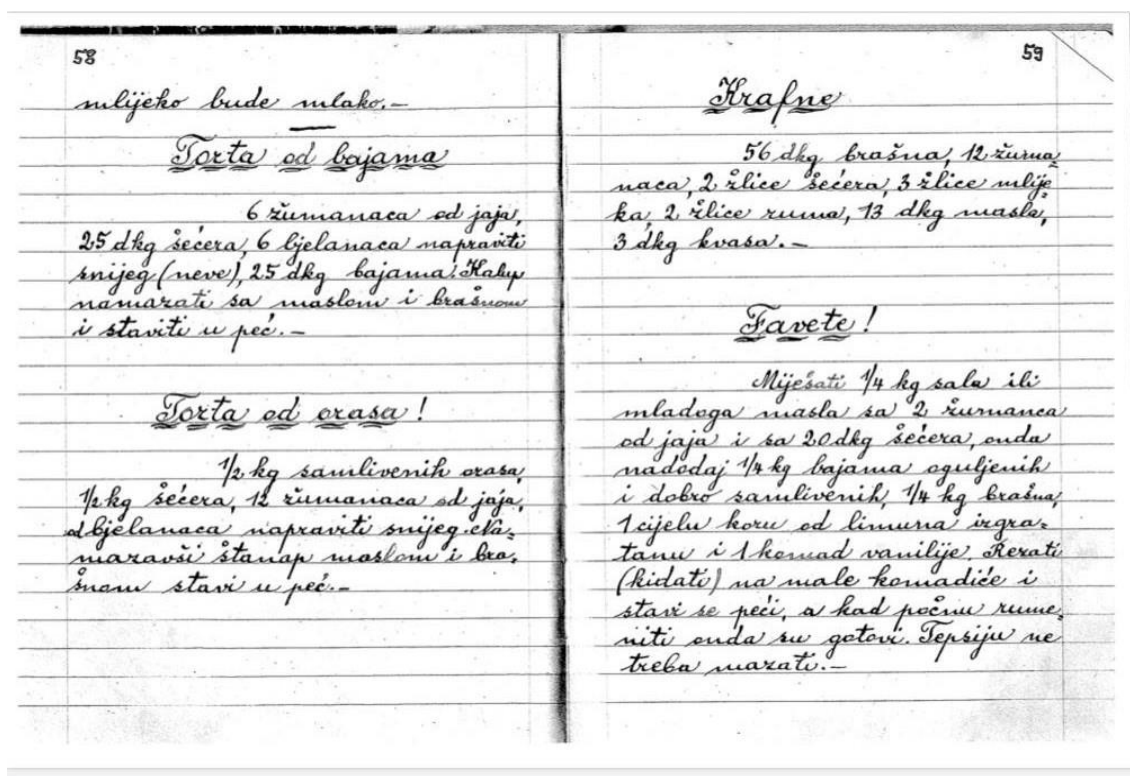 58
mlijeko bude mlako.–
Torta od bajama
6 žumanaca od jaja,
25 dkg šećera, 6 bjelanaca napraviti
snijeg (neve), 25 dkg bajama. Kalup
namazati sa maslom i brašnom
i staviti u peć.–
Torta od orasa!
1/2 kg samlivenih orasa,
1/2 kg šećera, 12 žumanaca od jaja,
od bjelanaca napraviti snijeg. Na=
mazavši štanap maslom i bra=
šnom stavi u peć.–
59
Krafne
56 dkg brašna, 12 žuma=
naca, 2 žlice šećera, 3 žlice mlije=
ka, 2 žlice ruma, 13 dkg masla,
3 dkg kvasa.–
Favete!
Miješati 1/4 kg sala ili
mladoga masla sa 2 žumanca
od jaja i sa 20 dkg šećera, onda
nadodaj 1/4 kg bajama oguljenih
i dobro samlivenih, 1/4 kg brašna,
1 cijelu koru od limuna izgra=
tanu i 1 komad vanilije. Rezati
(kidati) na male komadiće i
stavi se peći, a kad počnu rume=
niti onda su gotovi. Tepsiju ne
treba mazati.–